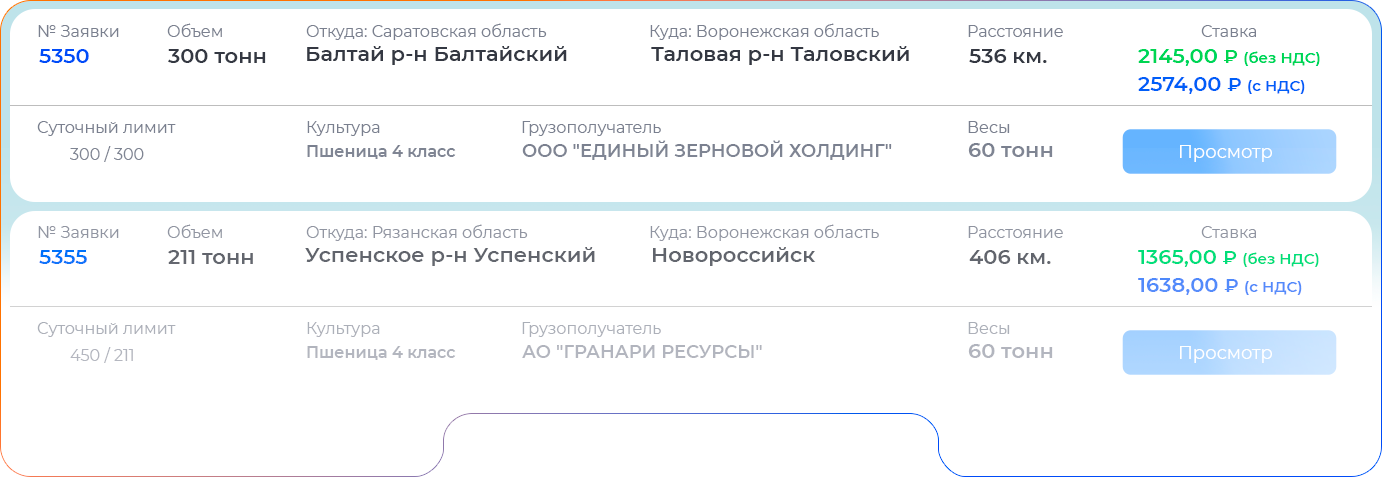 № Заявки Объем Откуда: Саратовская область Куда: Воронежская область Расстояние Ставка
5350 300 тонн Балтай р-н Балтайский Таловая р-н Таловский 536 км. 2145,00 ₽ (без НДС)
2574,00 ₽ (с НДС)
Суточный лимит Культура Грузополучатель Весы
300 / 300 Пшеница 4 класс ООО "ЕДИНЫЙ ЗЕРНОВОЙ ХОЛДИНГ" 60 тонн Просмотр
№ Заявки Объем Откуда: Рязанская область Куда: Воронежская область Расстояние Ставка
5355 211 тонн Успенское р-н Успенский Новороссийск 406 км. 1365,00 ₽ (без НДС)
1638,00 ₽ (с НДС)
Суточный лимит Культура Грузополучатель Весы
450 / 211 Пшеница 4 класс АО "ГРАНАРИ РЕСУРСЫ" 60 тонн Просмотр